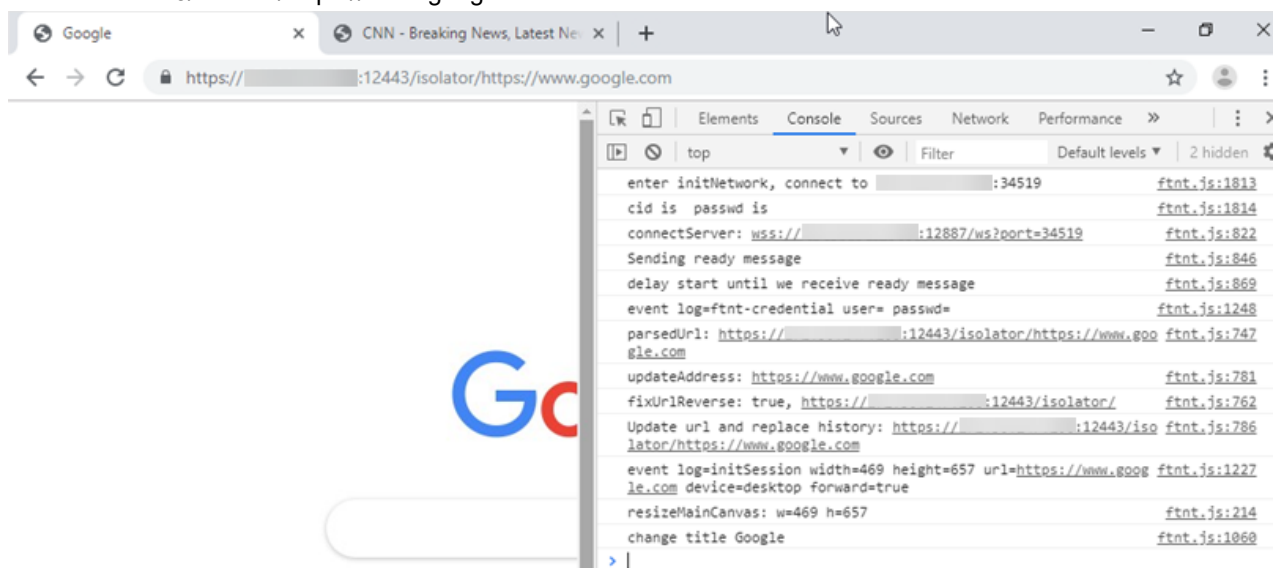 Google
CNN - Breaking News, Latest Ne
https:// :12443/isolator/https://www.google.com
Elements Console Sources Network Performance »
top Filter Default levels ▼ 2 hidden
enter initNetwork, connect to :34519 ftnt.js:1813
cid is passwd is ftnt.js:1814
connectServer: wss:// :12887/ws?port=34519 ftnt.js:822
Sending ready message ftnt.js:846
delay start until we receive ready message ftnt.js:869
event log=ftnt-credential user= passwd= ftnt.js:1248
parsedUrl: https:// :12443/isolator/https://www.goo ftnt.js:747
gle.com
updateAddress: https://www.google.com ftnt.js:781
fixUrlReverse: true, https:// :12443/isolator/ ftnt.js:762
Update url and replace history: https:// :12443/iso ftnt.js:786
lator/https://www.google.com
event log=initSession width=469 height=657 url=https://www.goog ftnt.js:1227
le.com device=desktop forward=true
resizeMainCanvas: w=469 h=657 ftnt.js:214
change title Google ftnt.js:1060
>
Go